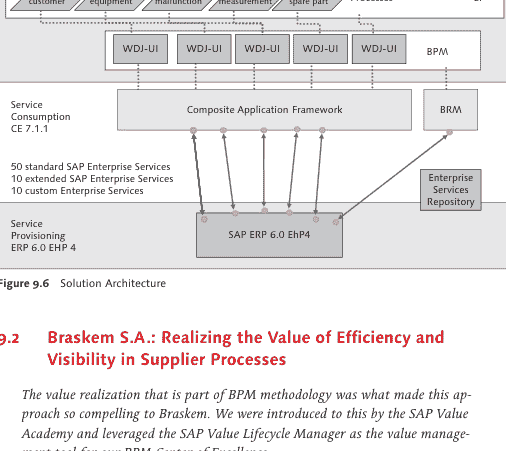 customer equipment malfunction measurement spare part
WDJ-UI WDJ-UI WDJ-UI WDJ-UI WDJ-UI BPM
Service
Consumption
CE 7.1.1
Composite Application Framework BRM
50 standard SAP Enterprise Services
10 extended SAP Enterprise Services
10 custom Enterprise Services
Enterprise
Services
Repository
Service
Provisioning
ERP 6.0 EHP 4
SAP ERP 6.0 EhP4
Figure 9.6 Solution Architecture
9.2 Braskem S.A.: Realizing the Value of Efficiency and
Visibility in Supplier Processes
The value realization that is part of BPM methodology was what made this ap-
proach so compelling to Braskem. We were introduced to this by the SAP Value
Academy and leveraged the SAP Value Lifecycle Manager as the value manage-